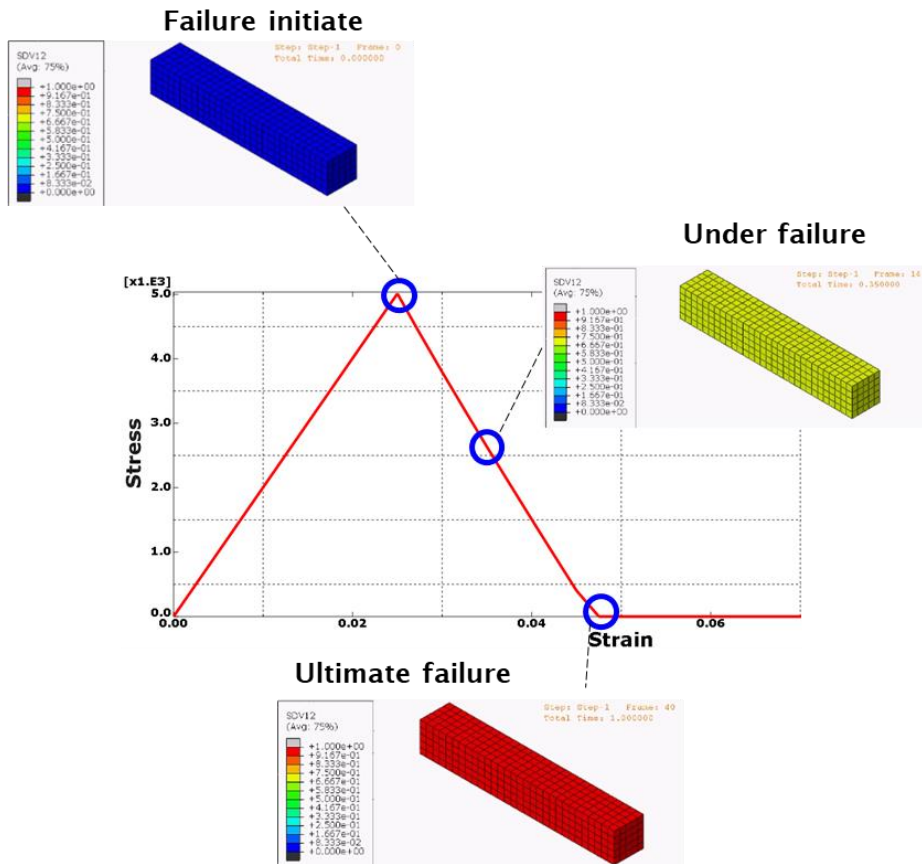 Failure initiate
Step: Step-1 Frame: 0
Total Time: 0.000000
SDV12
(Avg: 75%)
+1.000e+00
+9.167e-01
+8.333e-01
+7.500e-01
+6.667e-01
+5.833e-01
+5.000e-01
+4.167e-01
+3.333e-01
+2.500e-01
+1.667e-01
+8.333e-02
+0.000e+00
Under failure
Step: Step-1 Frame: 14
Total Time: 0.350000
SDV12
(Avg: 75%)
+1.000e+00
+9.167e-01
+8.333e-01
+7.500e-01
+6.667e-01
+5.833e-01
+5.000e-01
+4.167e-01
+3.333e-01
+2.500e-01
+1.667e-01
+8.333e-02
+0.000e+00
[x1.E3]
5.0
4.0
3.0
2.0
1.0
0.0
Stress
0.00
0.02
0.04
0.06
Strain
Ultimate failure
Step: Step-1 Frame: 40
Total Time: 1.000000
SDV12
(Avg: 75%)
+1.000e+00
+9.167e-01
+8.333e-01
+7.500e-01
+6.667e-01
+5.833e-01
+5.000e-01
+4.167e-01
+3.333e-01
+2.500e-01
+1.667e-01
+8.333e-02
+0.000e+00